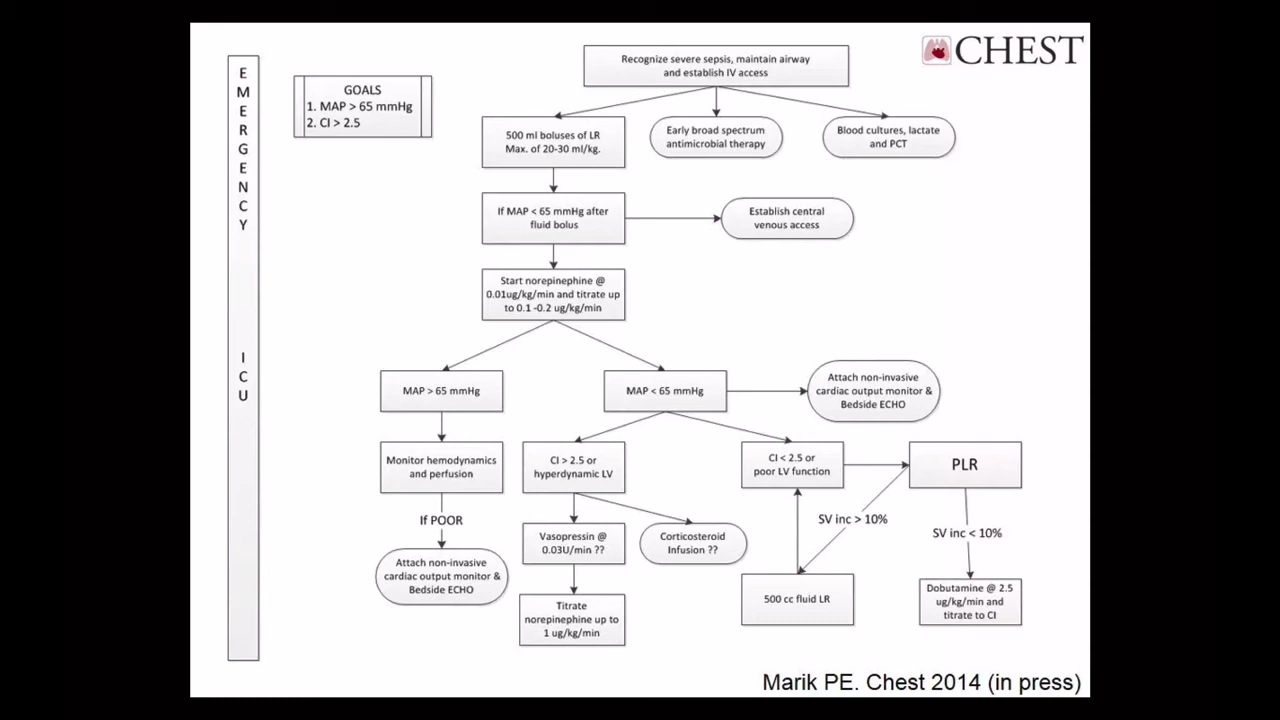 CHEST
EMERGENCY
ICU
GOALS
1. MAP > 65 mmHg
2. CI > 2.5
Recognize severe sepsis, maintain airway
and establish IV access
500 ml boluses of LR
Max. of 20-30 ml/kg.
Early broad spectrum
antimicrobial therapy
Blood cultures, lactate
and PCT
If MAP < 65 mmHg after
fluid bolus
Establish central
venous access
Start norepinephine @
0.01ug/kg/min and titrate up
to 0.1 -0.2 ug/kg/min
MAP > 65 mmHg
MAP < 65 mmHg
Attach non-invasive
cardiac output monitor &
Bedside ECHO
Monitor hemodynamics
and perfusion
CI > 2.5 or
hyperdynamic LV
CI < 2.5 or
poor LV function
PLR
If POOR
SV inc > 10%
SV inc < 10%
Attach non-invasive
cardiac output monitor &
Bedside ECHO
Vasopressin @
0.03U/min ??
Corticosteroid
Infusion ??
Titrate
norepinephine up to
1 ug/kg/min
500 cc fluid LR
Dobutamine @ 2.5
ug/kg/min and
titrate to CI
Marik PE. Chest 2014 (in press)